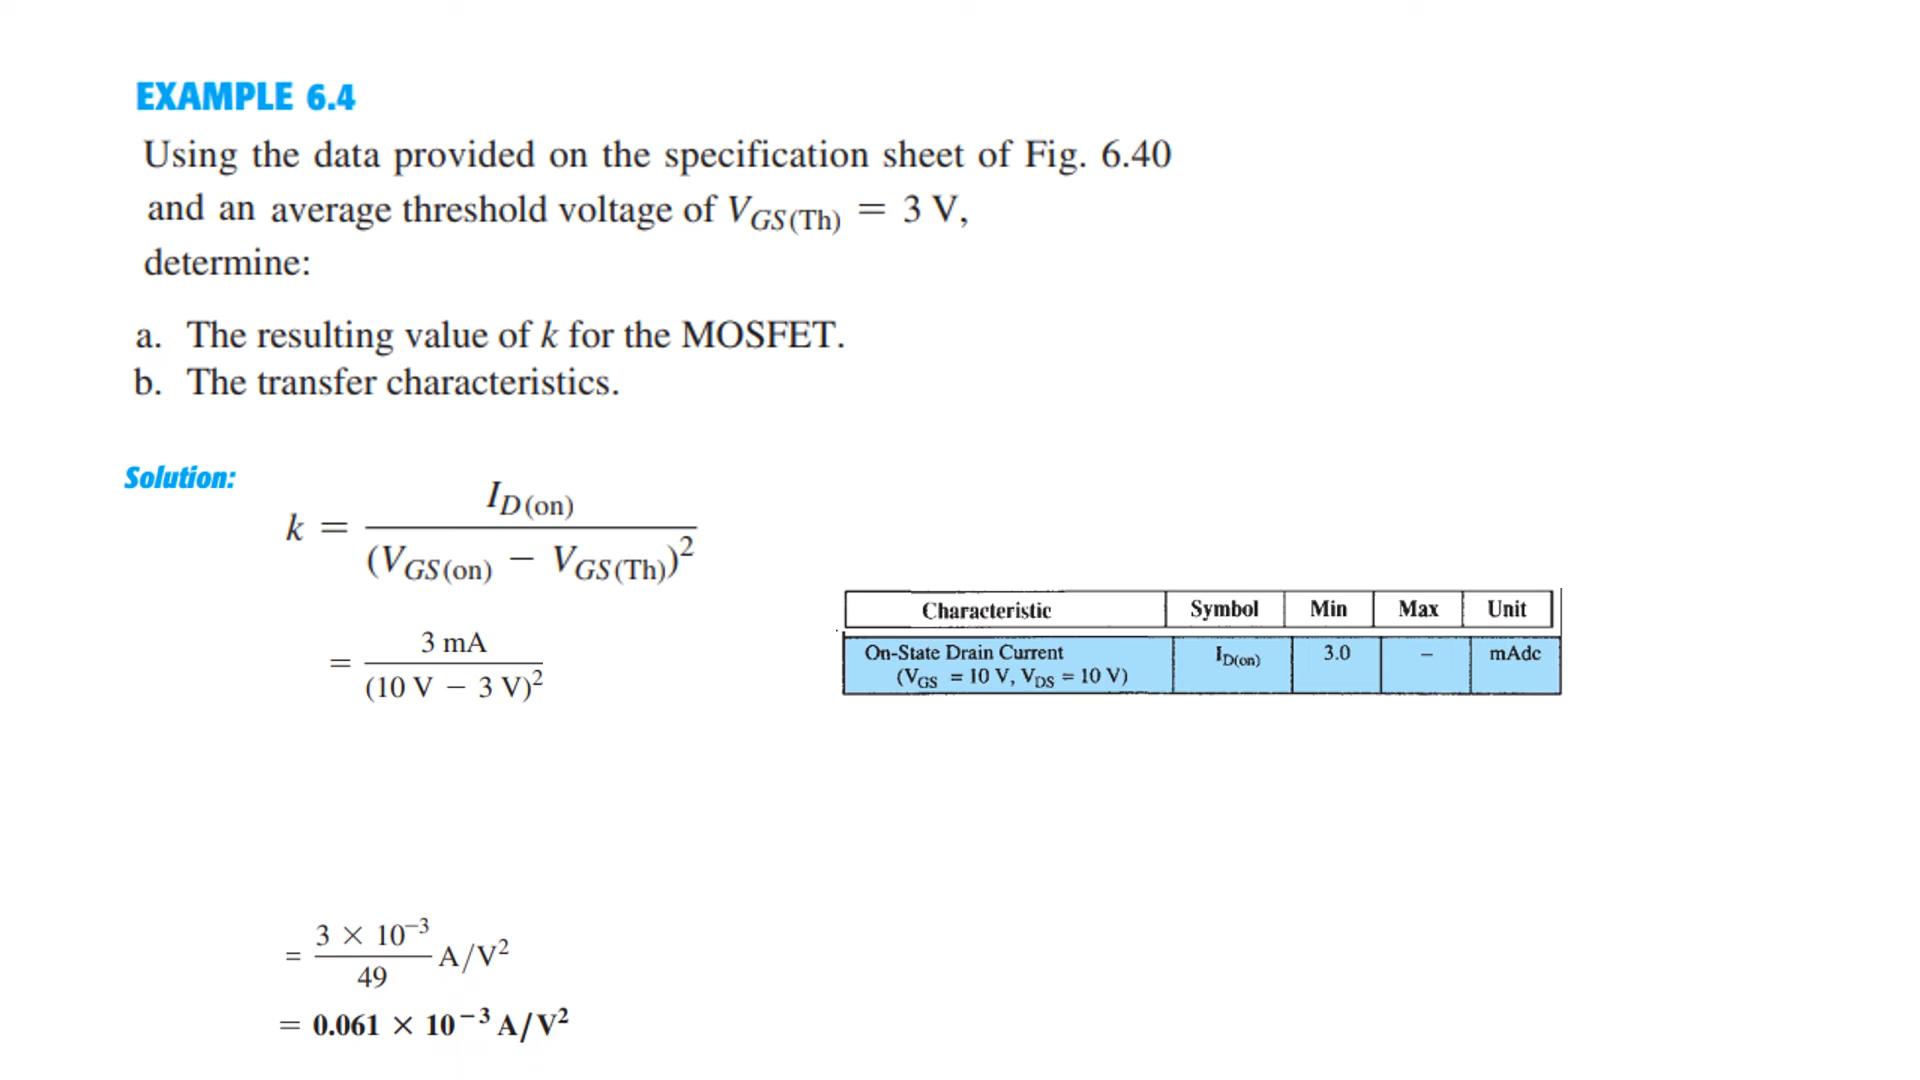 EXAMPLE 6.4
Using the data provided on the specification sheet of Fig. 6.40
and an average threshold voltage of V_GS(Th) = 3 V,
determine:
a. The resulting value of k for the MOSFET.
b. The transfer characteristics.
Solution:
k = I_D(on) / (V_GS(on) − V_GS(Th))²
= 3 mA / (10 V − 3 V)²
Characteristic Symbol Min Max Unit
On-State Drain Current I_D(on) 3.0 – mAdc
(V_GS = 10 V, V_DS = 10 V)
= 3 × 10⁻³ / 49 A/V²
= 0.061 × 10⁻³ A/V²